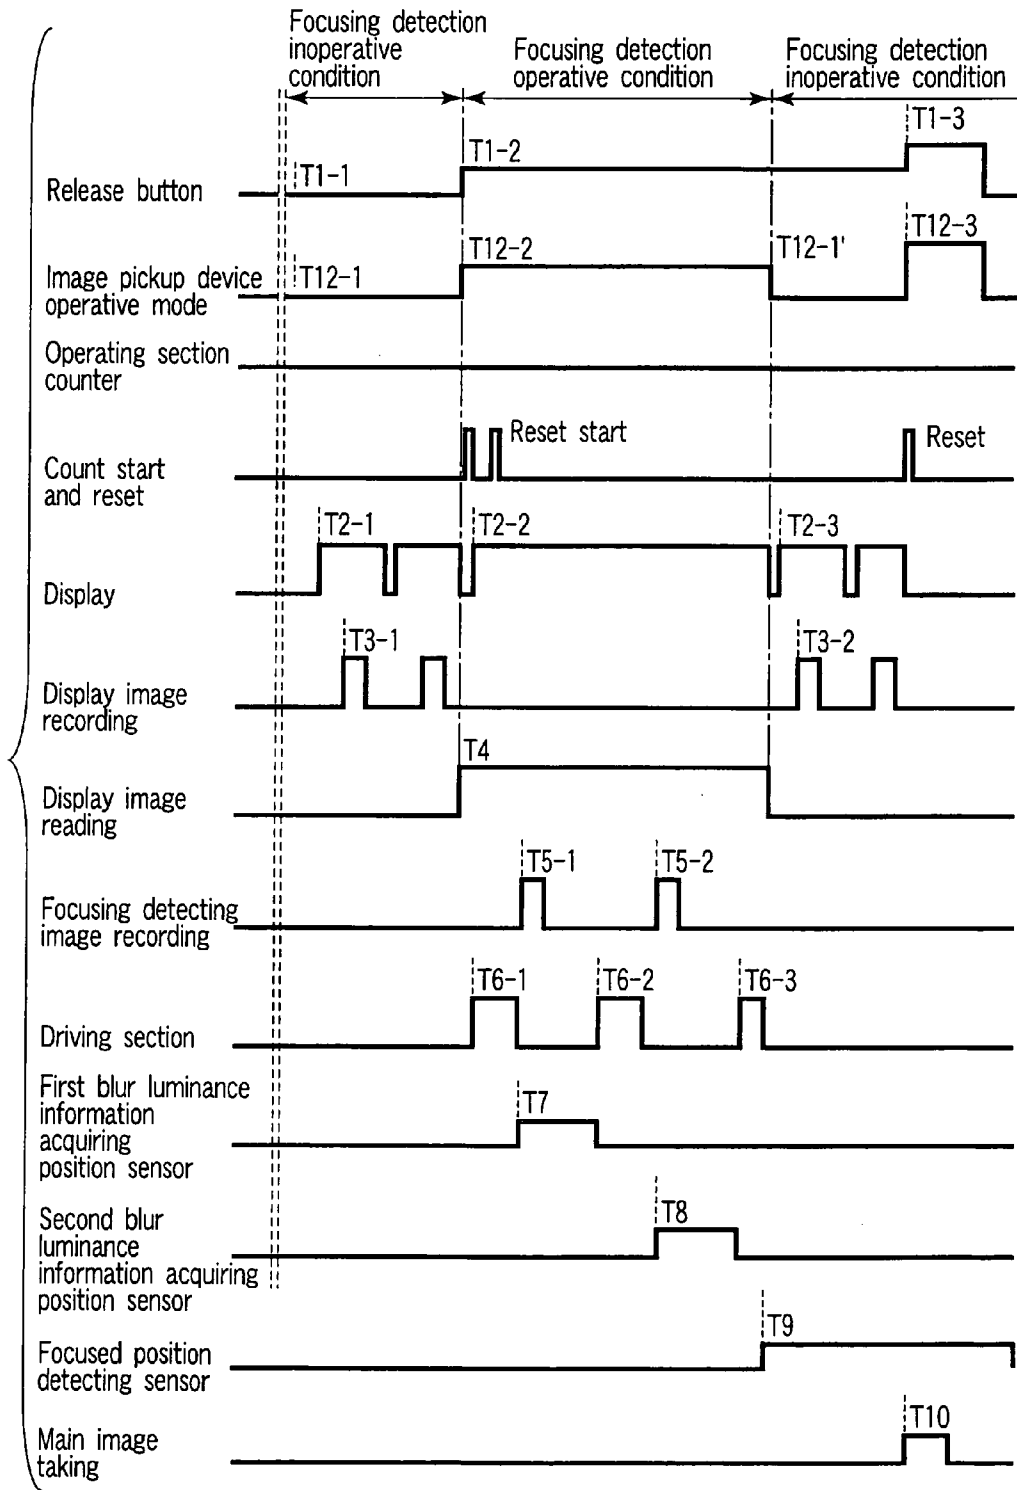 Focusing detection
inoperative
condition
Focusing detection
operative condition
Focusing detection
inoperative condition
T1-3
T1-2
T1-1
Release button
T12-3
T12-2
T12-1'
T12-1
Image pickup device
operative mode
Operating section
counter
Reset start
Reset
Count start
and reset
T2-1
T2-2
T2-3
Display
T3-1
T3-2
Display image
recording
T4
Display image
reading
T5-1
T5-2
Focusing detecting
image recording
T6-1
T6-2
T6-3
Driving section
First blur luminance
information
acquiring
position sensor
T7
Second blur
luminance
information acquiring
position sensor
T8
T9
Focused position
detecting sensor
T10
Main image
taking